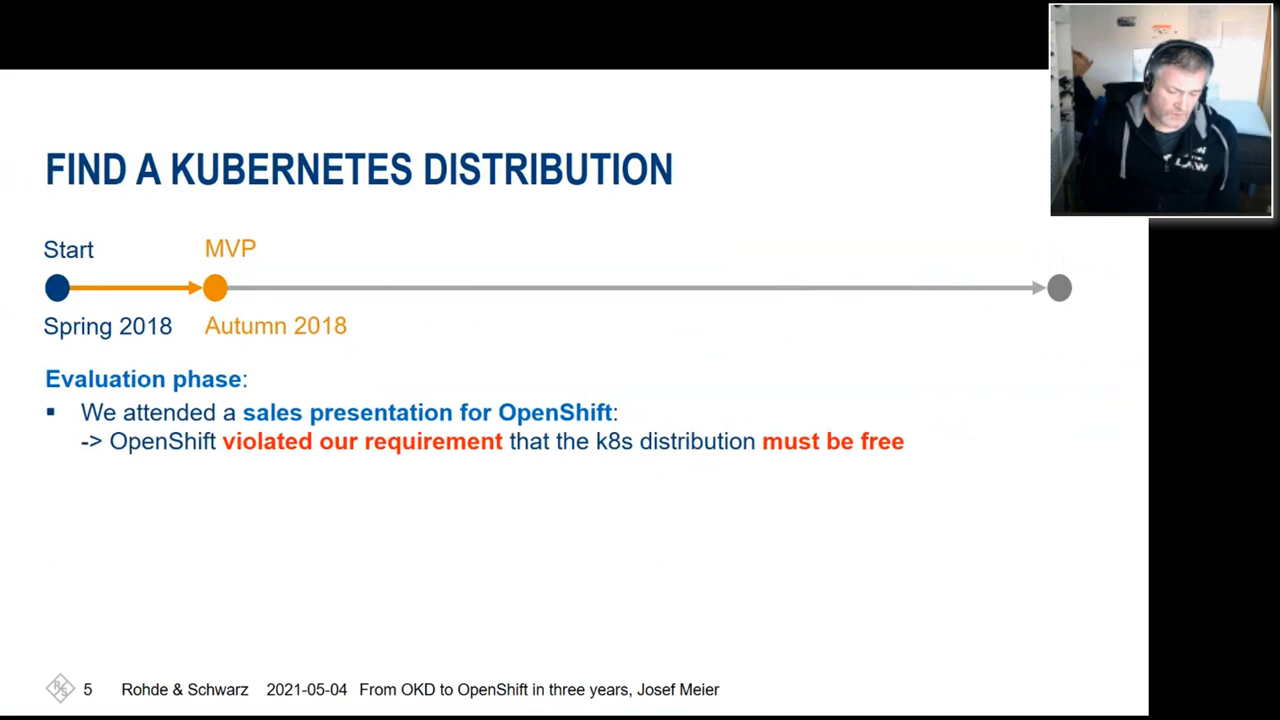 FIND A KUBERNETES DISTRIBUTION
Start
MVP
Spring 2018
Autumn 2018
Evaluation phase:
▪ We attended a sales presentation for OpenShift:
-> OpenShift violated our requirement that the k8s distribution must be free
R&S
5 Rohde & Schwarz 2021-05-04 From OKD to OpenShift in three years, Josef Meier
LAW